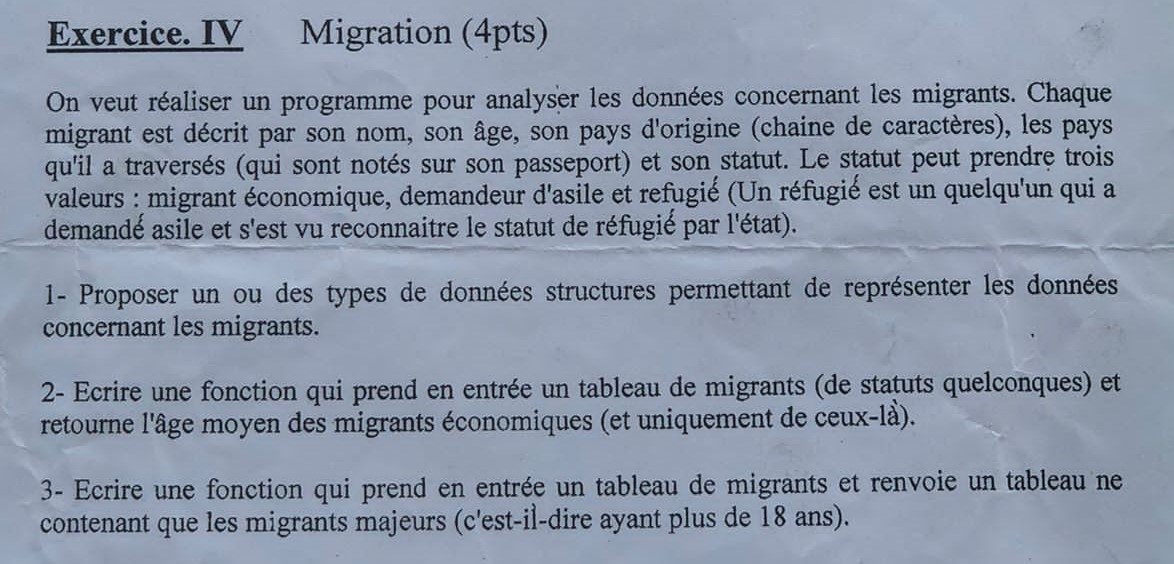 Exercice. IV Migration (4pts)
On veut réaliser un programme pour analyser les données concernant les migrants. Chaque
migrant est décrit par son nom, son âge, son pays d'origine (chaine de caractères), les pays
qu'il a traversés (qui sont notés sur son passeport) et son statut. Le statut peut prendre trois
valeurs : migrant économique, demandeur d'asile et refugié (Un réfugié est un quelqu'un qui a
demandé asile et s'est vu reconnaitre le statut de réfugié par l'état).
1- Proposer un ou des types de données structures permettant de représenter les données
concernant les migrants.
2- Ecrire une fonction qui prend en entrée un tableau de migrants (de statuts quelconques) et
retourne l'âge moyen des migrants économiques (et uniquement de ceux-là).
3- Ecrire une fonction qui prend en entrée un tableau de migrants et renvoie un tableau ne
contenant que les migrants majeurs (c'est-il-dire ayant plus de 18 ans).